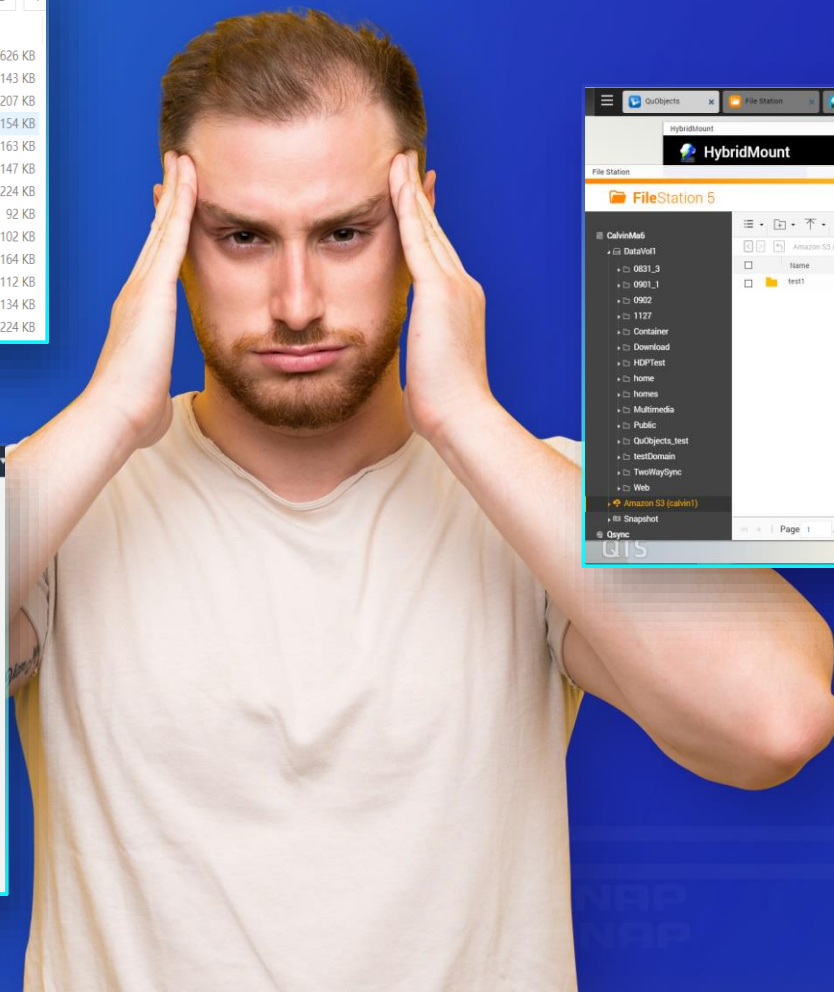 626 KB
143 KB
207 KB
154 KB
163 KB
147 KB
224 KB
92 KB
102 KB
164 KB
112 KB
134 KB
224 KB
QuObjects
File Station
HybridMount
HybridMount
File Station
FileStation 5
CalvinMa6
DataVol1
0831_3
0901_1
0902
1127
Container
Download
HDPTest
home
homes
Multimedia
Public
QuObjects_test
testDomain
TwoWaySync
Web
Amazon S3 (calvin1)
Snapshot
Qsync
Amazon S3
Name
test1
Page 1
QTS